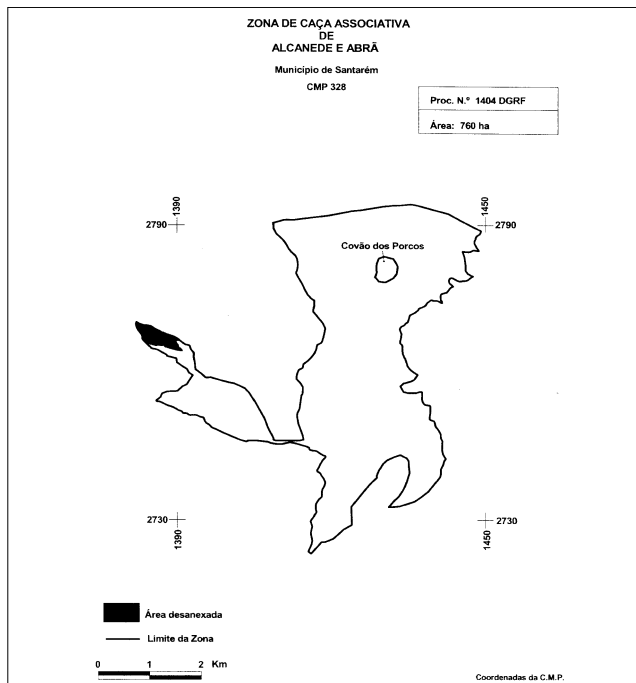 ZONA DE CAÇA ASSOCIATIVA
DE
ALCANEDE E ABRÃ
Município de Santarém
CMP 328
Proc. N.º 1404 DGRF
Área: 760 ha
1390
1450
2790
2790
Covão dos Porcos
2730
2730
1390
1450
Área desanexada
Limite da Zona
0 1 2 Km
Coordenadas da C.M.P.